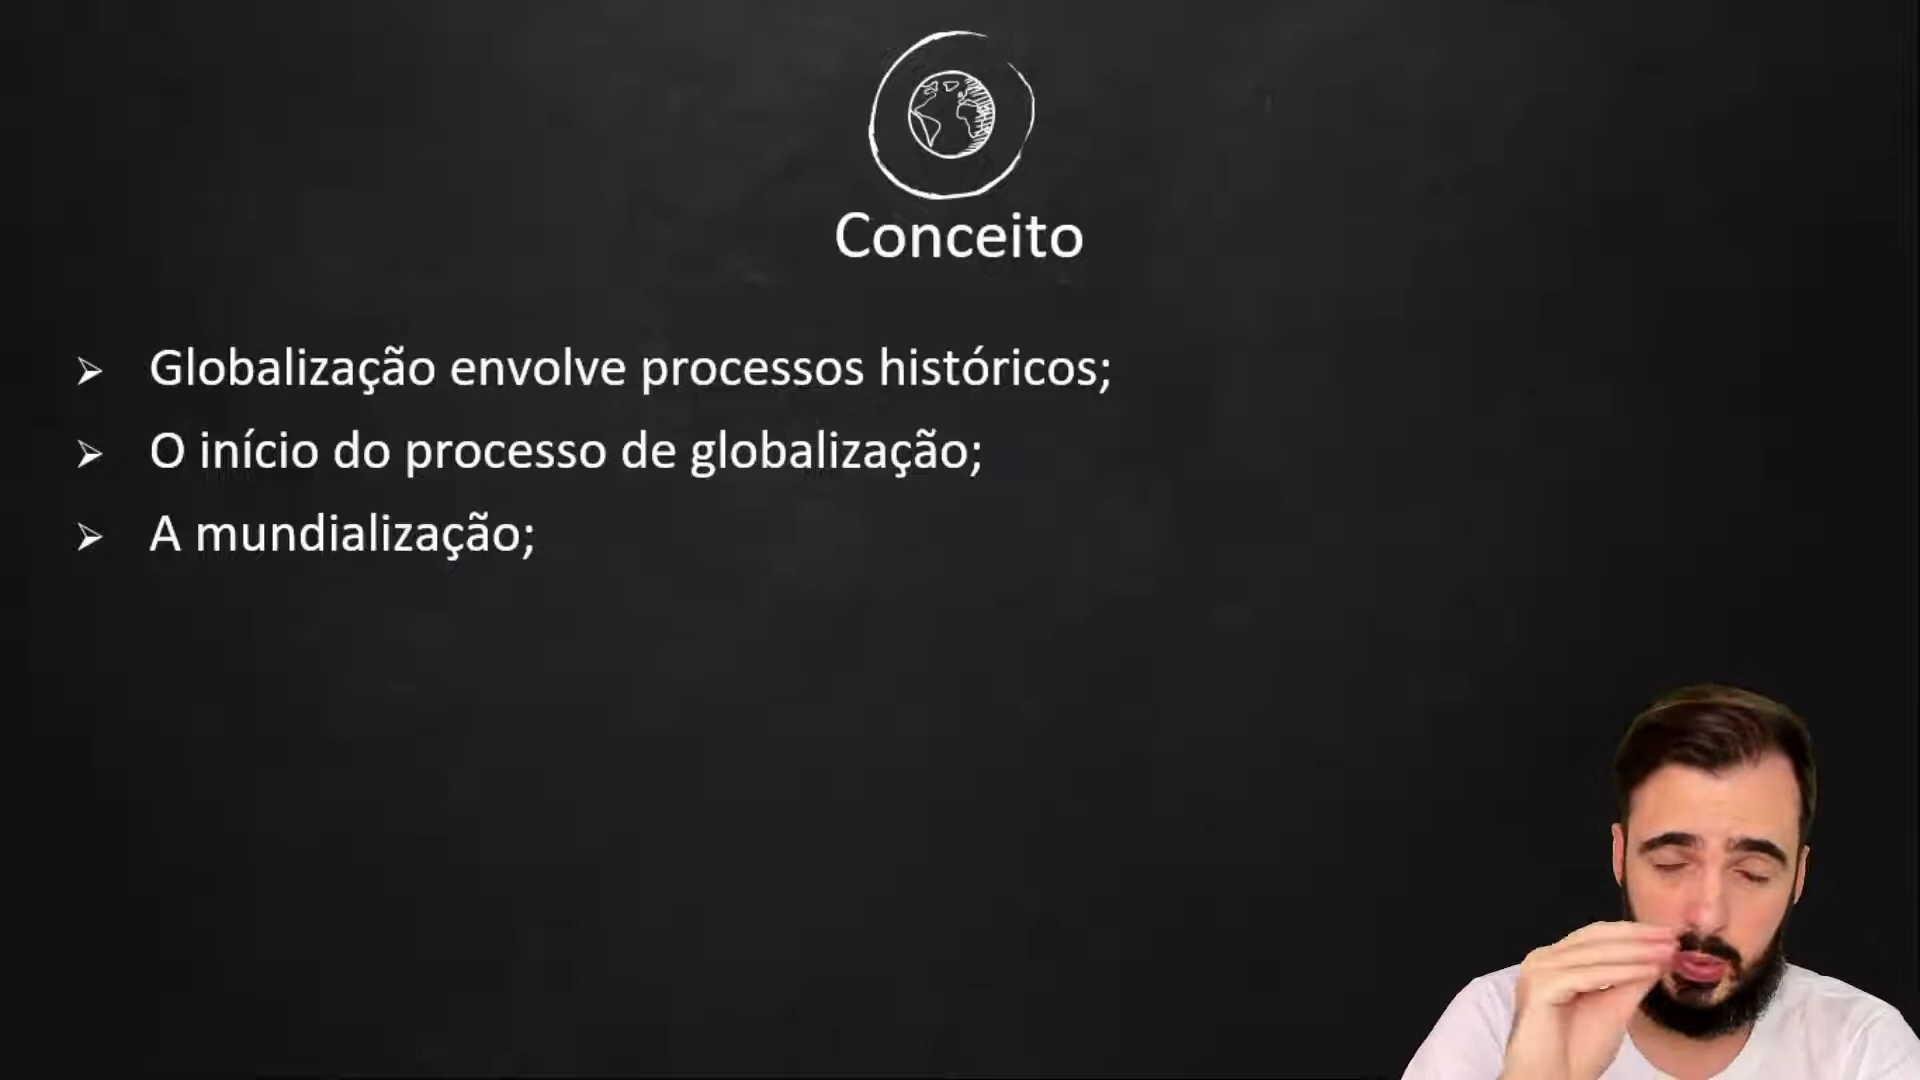 Conceito
Globalização envolve processos históricos;
O início do processo de globalização;
A mundialização;